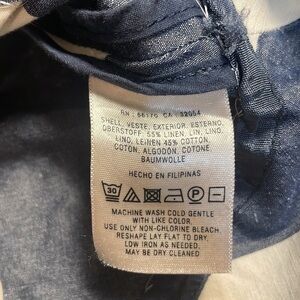 RN : 66170 CA : 32054
SHELL, VESTE, EXTERIOR, ESTERNO,
OBERSTOFF: 55% LINEN, LIN, LINO,
LINO, LEINEN 45% COTTON,
COTON, ALGODÓN, COTONE
BAUMWOLLE
HECHO EN FILIPINAS
30 P
MACHINE WASH COLD GENTLE
WITH LIKE COLOR.
USE ONLY NON-CHLORINE BLEACH.
RESHAPE LAY FLAT TO DRY.
LOW IRON AS NEEDED.
MAY BE DRY CLEANED